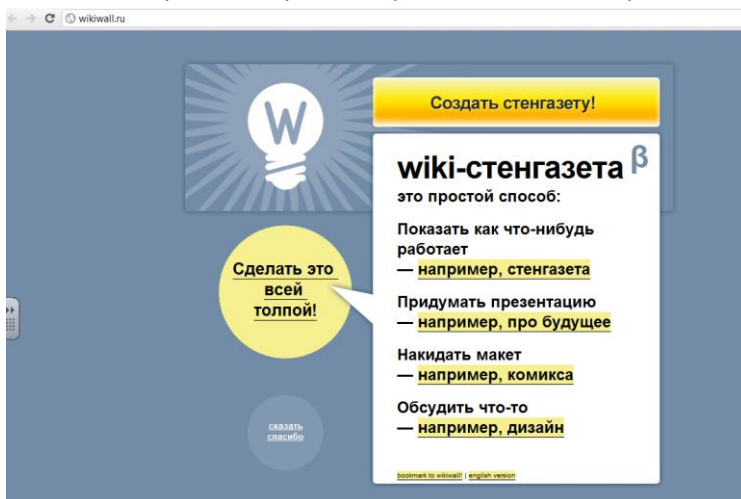 wikiwall.ru
W
Создать стенгазету!
wiki-стенгазета β
это простой способ:
Показать как что-нибудь
работает
— например, стенгазета
Придумать презентацию
— например, про будущее
Накидать макет
— например, комикса
Обсудить что-то
— например, дизайн
bookmark to wikiwall! | english version
Сделать это
всей
толпой!
сказать
спасибо